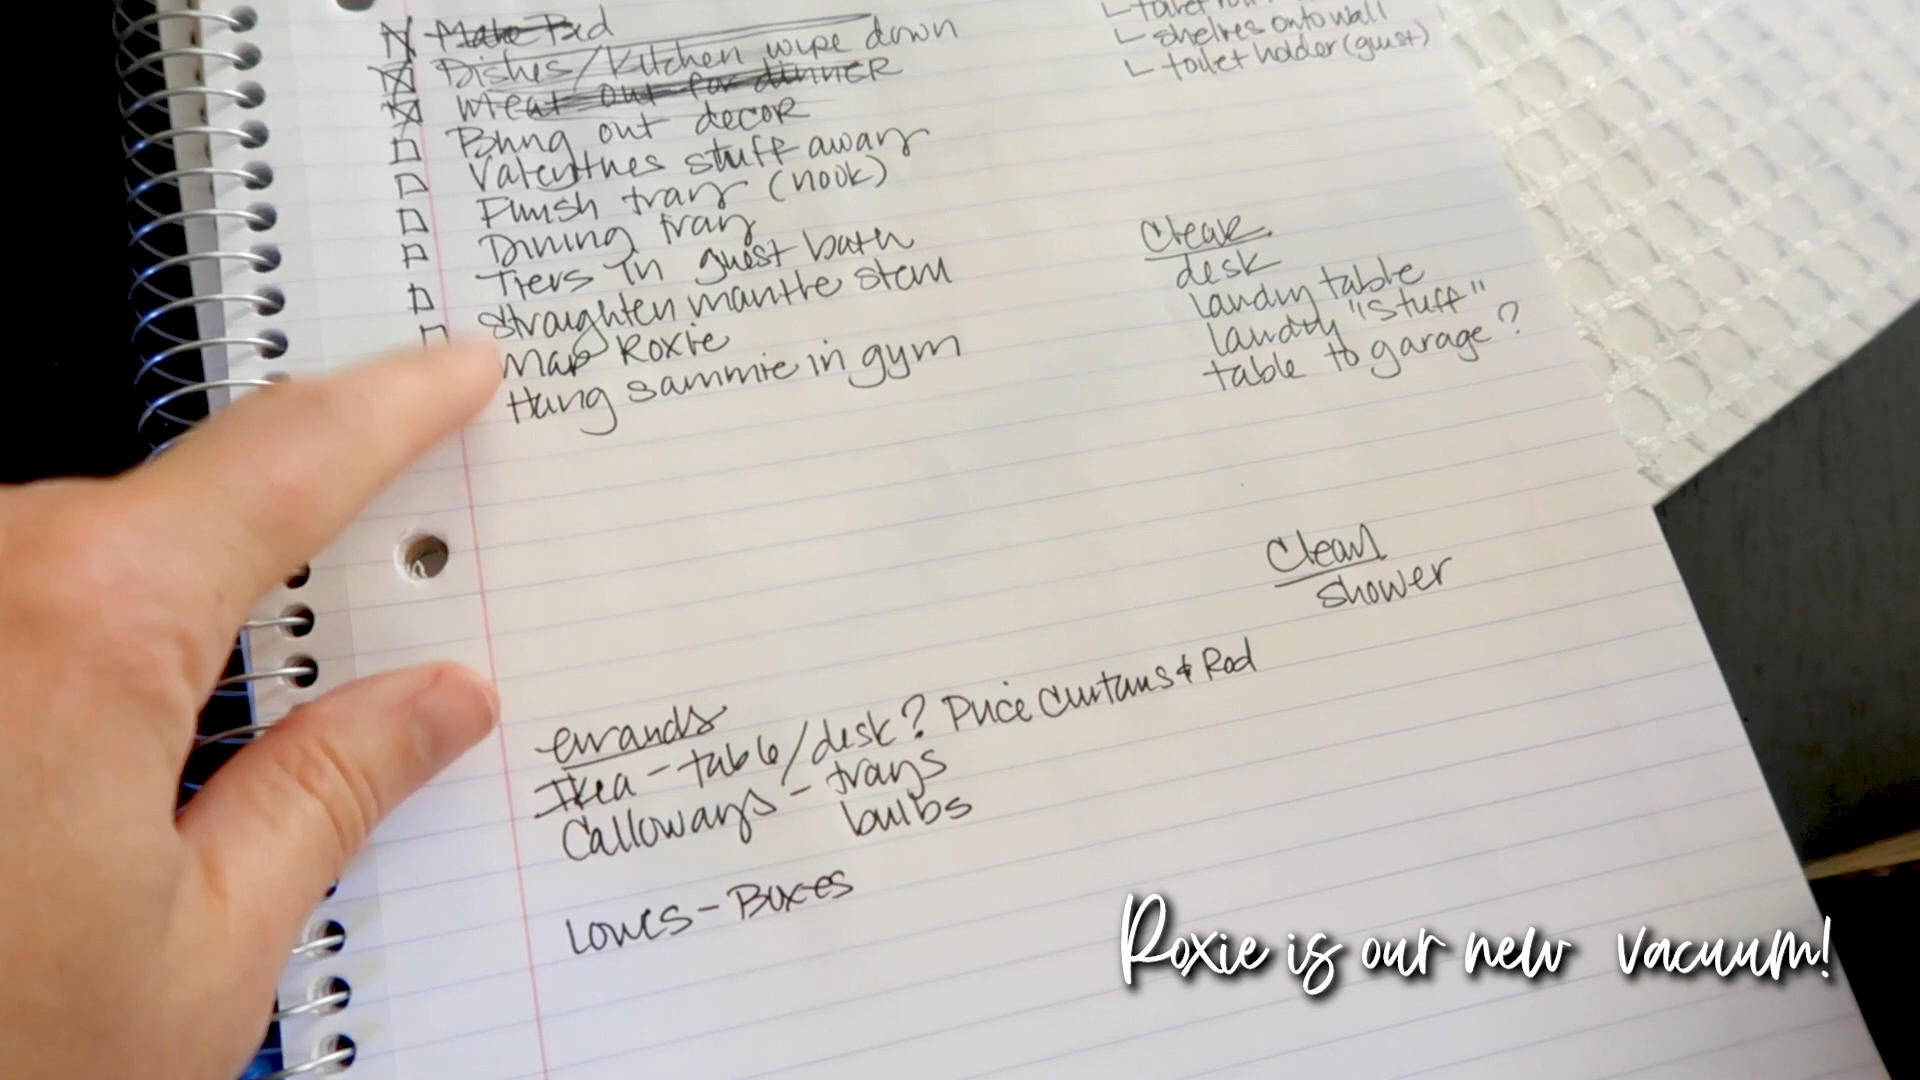 Make Bed
Dishes/Kitchen wipe down
Meat out for dinner
Bring out decor
Valentines stuff away
Finish tray (nook)
Dining tray
Tiers in guest bath
Straighten mantle stem
Map Roxie
Hang sammie in gym
shelves onto wall
toilet holder (guest)
Clear
desk
laundry table
laundry "stuff"
table to garage?
Clean
shower
errands
Ikea - table/desk? Price curtains & Rod
Calloways - trays
bulbs
Lowes - Boxes
Roxie is our new vacuum!